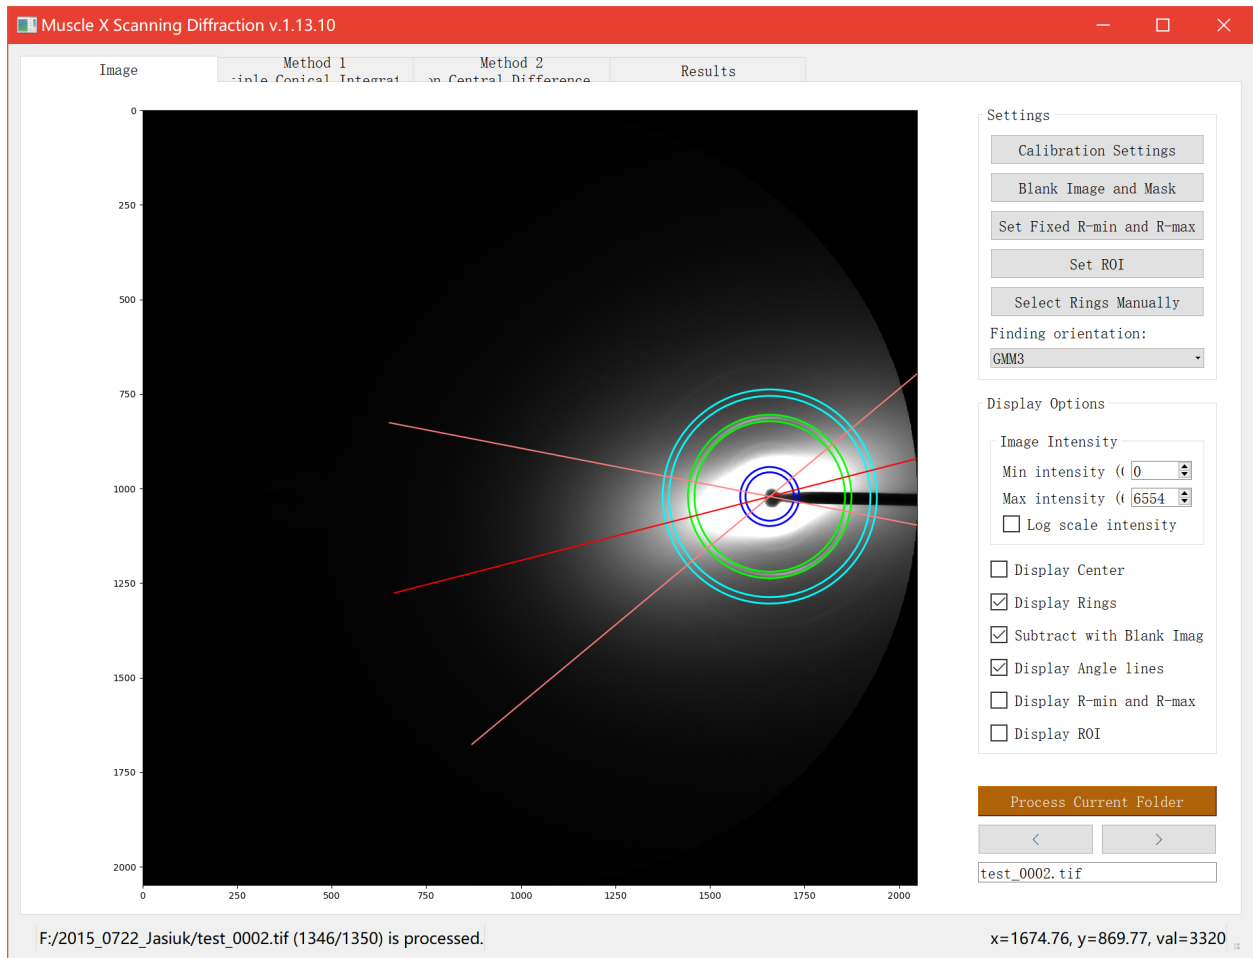 Muscle X Scanning Diffraction v.1.13.10
Image
Method 1
Method 2
Results
Conical Integrat
Central Difference
0
250
500
750
1000
1250
1500
1750
2000
0
250
500
750
1000
1250
1500
1750
2000
Settings
Calibration Settings
Blank Image and Mask
Set Fixed R-min and R-max
Set ROI
Select Rings Manually
Finding orientation:
GMM3
Display Options
Image Intensity
Min intensity (
0
Max intensity (
6554
Log scale intensity
Display Center
Display Rings
Subtract with Blank Imag
Display Angle lines
Display R-min and R-max
Display ROI
Process Current Folder
<
>
test_0002.tif
F:/2015_0722_Jasiuk/test_0002.tif (1346/1350) is processed.
x=1674.76, y=869.77, val=3320